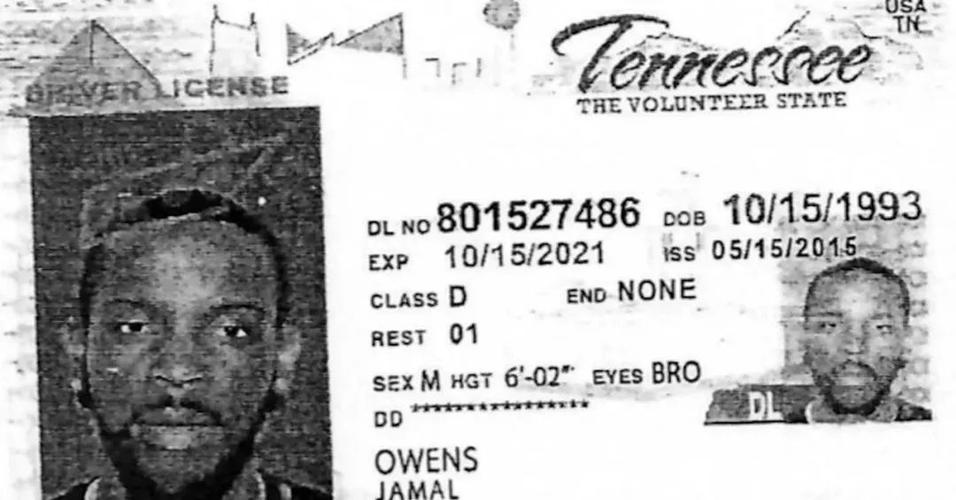 USA
TN
DRIVER LICENSE
Tennessee
THE VOLUNTEER STATE
DL NO 801527486 DOB 10/15/1993
EXP 10/15/2021 ISS 05/15/2015
CLASS D END NONE
REST 01
SEX M HGT 6'-02" EYES BRO
DD ****************
DL
OWENS
JAMAL